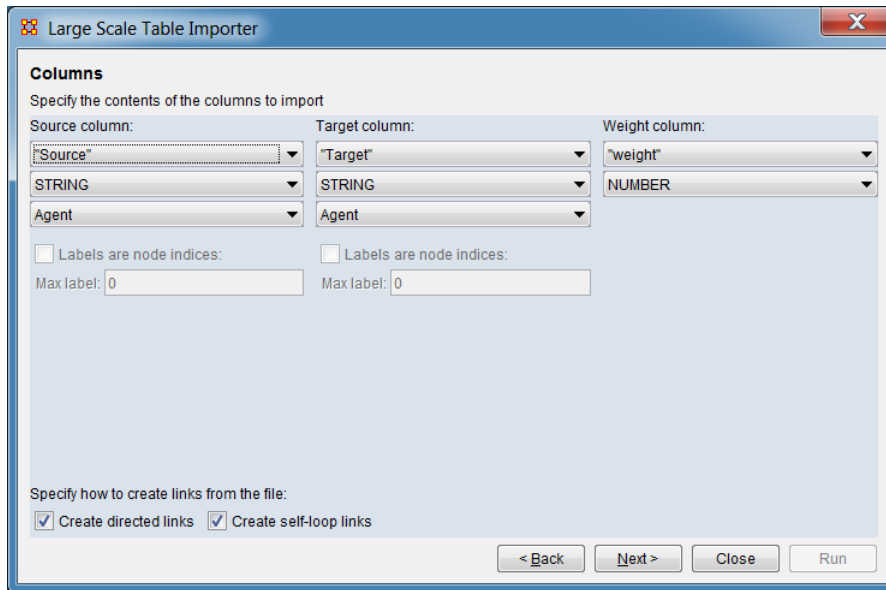 Large Scale Table Importer
X
Columns
Specify the contents of the columns to import
Source column: Target column: Weight column:
"Source" "Target" "weight"
STRING STRING NUMBER
Agent Agent
Labels are node indices: Labels are node indices:
Max label: 0 Max label: 0
Specify how to create links from the file:
Create directed links Create self-loop links
< Back Next > Close Run